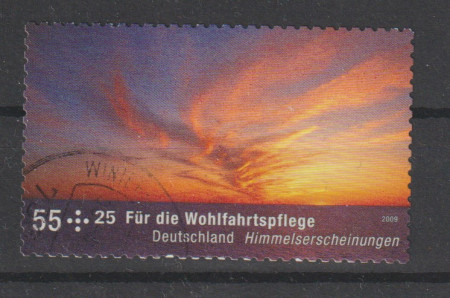 55+25 Für die Wohlfahrtspflege
2009
Deutschland Himmelserscheinungen